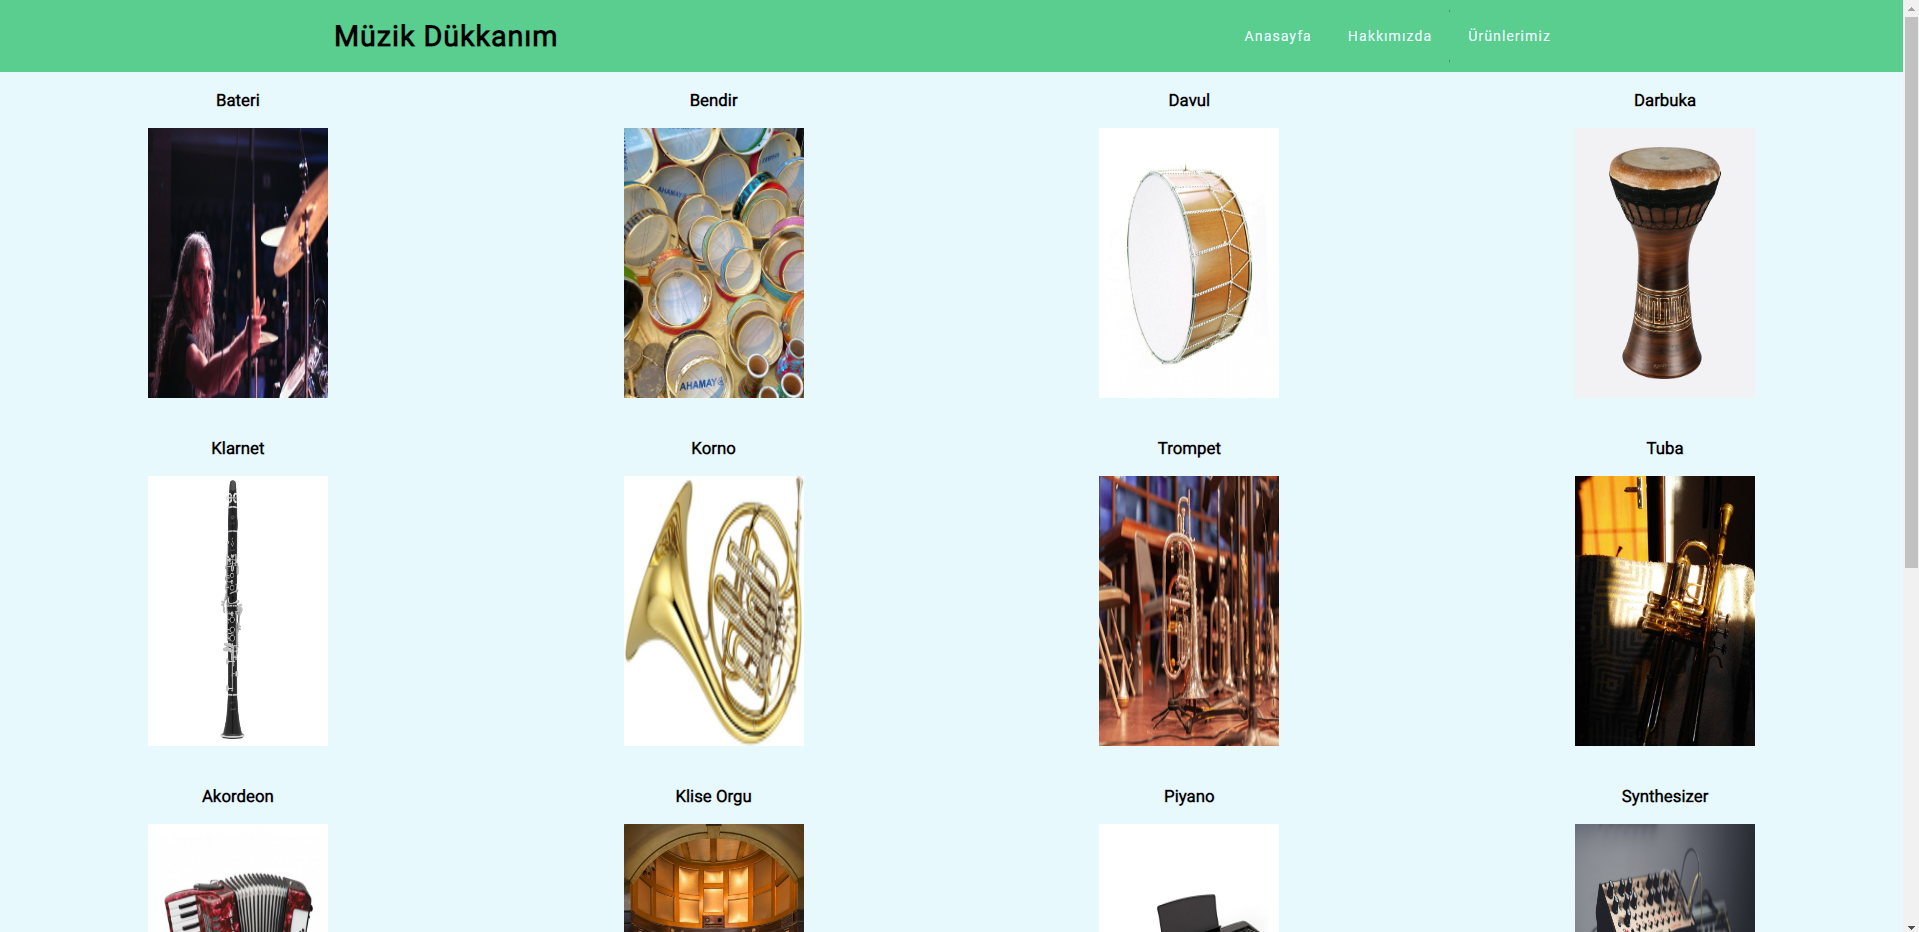 Müzik Dükkanım
Anasayfa Hakkımızda Ürünlerimiz
Bateri Bendir Davul Darbuka
AHAMAY@
AHAMAY@
Klarnet Korno Trompet Tuba
Akordeon Klise Orgu Piyano Synthesizer